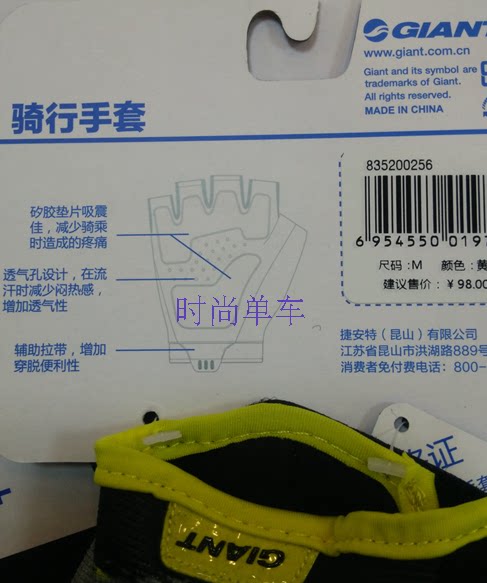 GIANT
www.giant.com.cn
Giant and its symbol are
trademarks of Giant.
All rights reserved.
MADE IN CHINA
骑行手套
835200256
6 954550 019
尺码：M 颜色：黄
建议售价：￥98.00
矽胶垫片吸震
佳，减少骑乘
时造成的疼痛
透气孔设计，在流
汗时减少闷热感，
增加透气性
辅助拉带，增加
穿脱便利性
时尚单车
捷安特（昆山）有限公司
江苏省昆山市洪湖路889号
消费者免付费电话：800-
证
GIANT